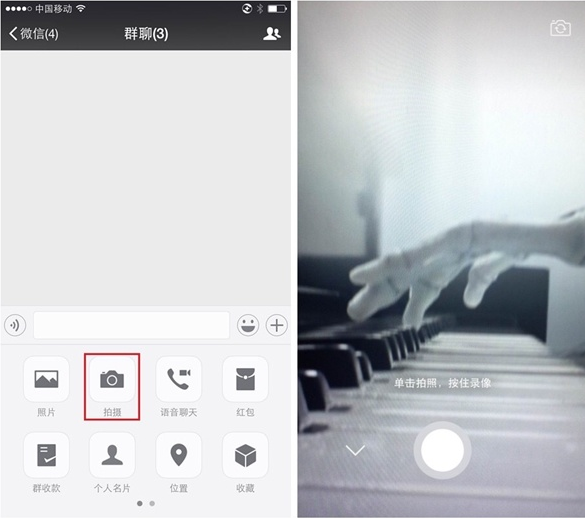 中国移动
微信(4)
群聊(3)
照片
拍摄
语音聊天
红包
群收款
个人名片
位置
收藏
单击拍照，按住录像